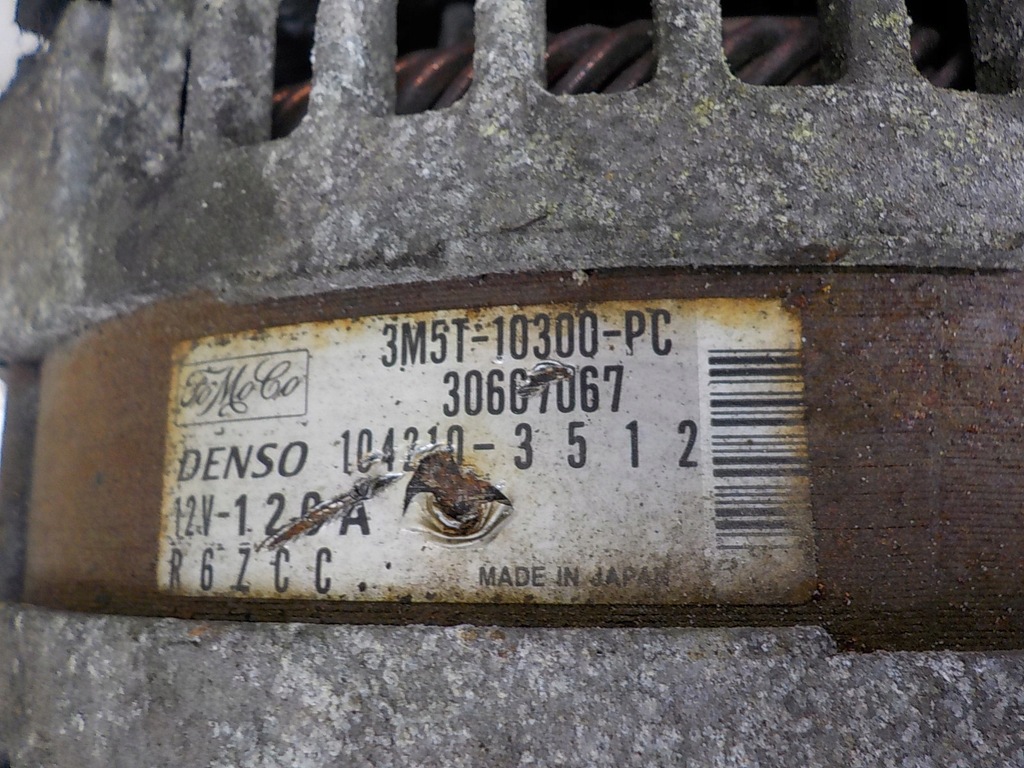 3M5T-10300-PC
FoMoCo
30667067
DENSO 104210-3512
12V-120A
R6ZCC
MADE IN JAPAN